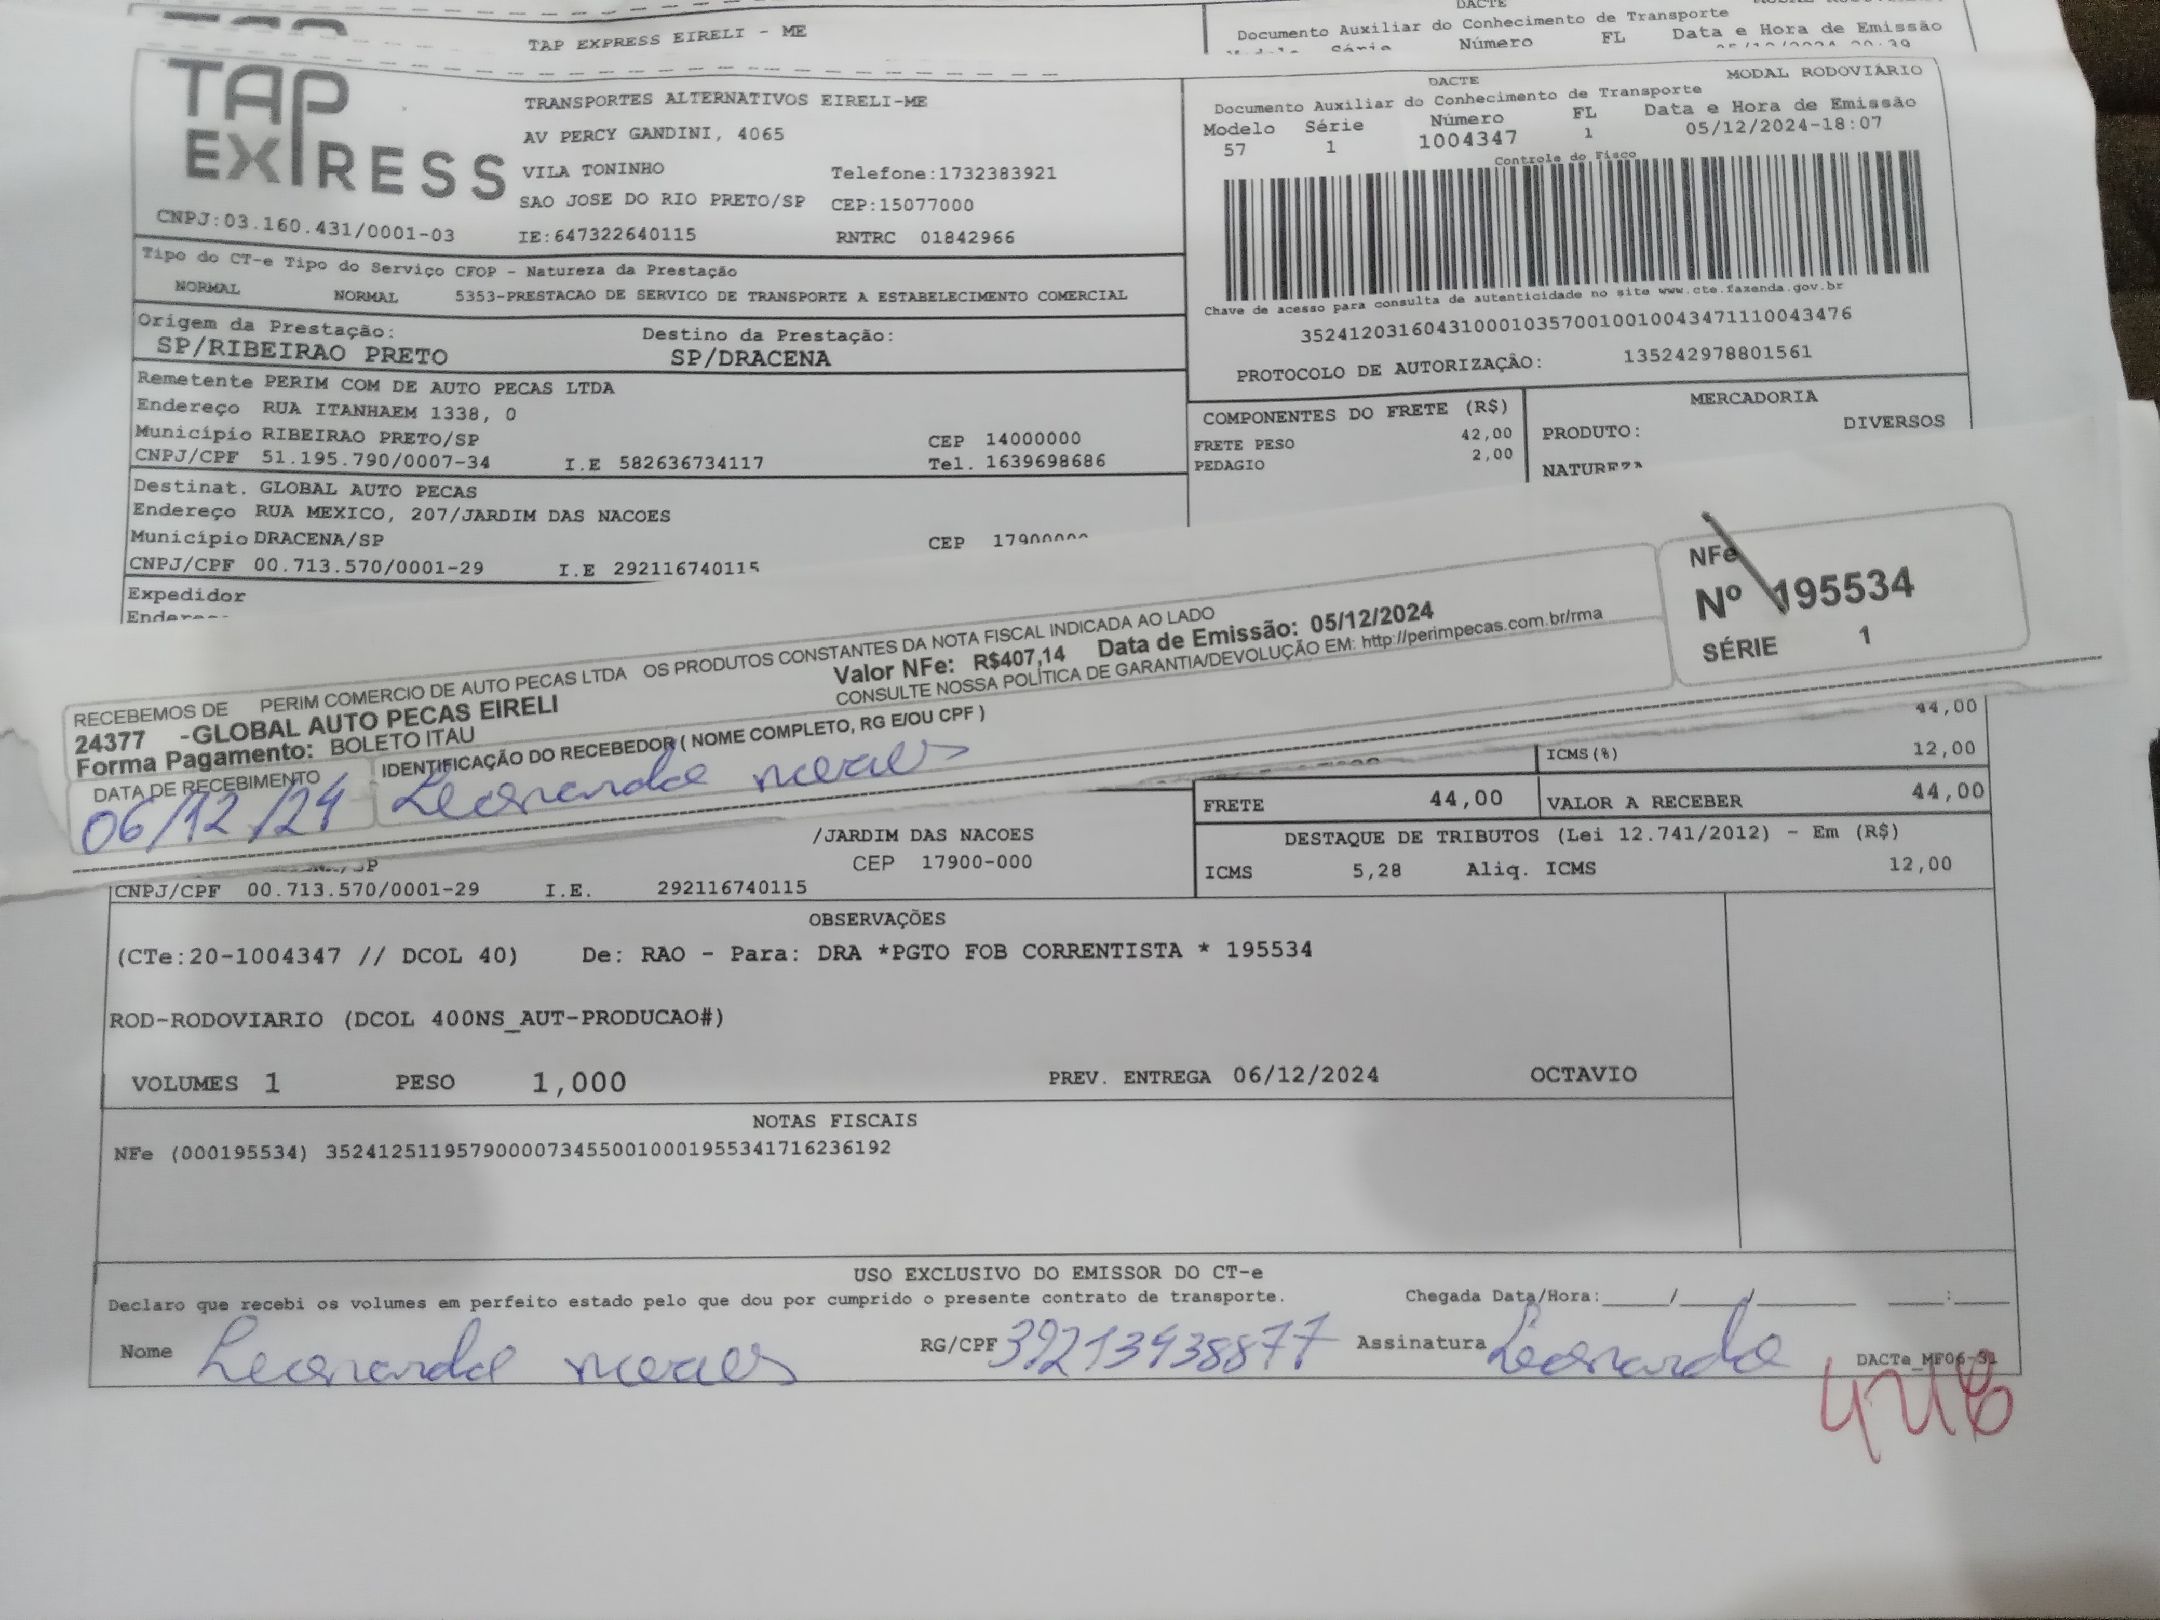 TAP EXPRESS EIRELI - ME
DACTE
Documento Auxiliar do Conhecimento de Transporte
Número FL Data e Hora de Emissão
TAP EXPRESS
TRANSPORTES ALTERNATIVOS EIRELI-ME
AV PERCY GANDINI, 4065
VILA TONINHO Telefone:1732383921
SAO JOSE DO RIO PRETO/SP CEP:15077000
CNPJ:03.160.431/0001-03 IE:647322640115 RNTRC 01842966
DACTE MODAL RODOVIÁRIO
Documento Auxiliar do Conhecimento de Transporte
Modelo Série Número FL Data e Hora de Emissão
57 1 1004347 1 05/12/2024-18:07
Controle do Fisco
Chave de acesso para consulta de autenticidade no site www.cte.fazenda.gov.br
35241203160431000103570010010043471110043476
PROTOCOLO DE AUTORIZAÇÃO: 135242978801561
Tipo do CT-e Tipo do Serviço CFOP - Natureza da Prestação
NORMAL NORMAL 5353-PRESTACAO DE SERVICO DE TRANSPORTE A ESTABELECIMENTO COMERCIAL
Origem da Prestação: Destino da Prestação:
SP/RIBEIRAO PRETO SP/DRACENA
Remetente PERIM COM DE AUTO PECAS LTDA
Endereço RUA ITANHAEM 1338, 0
Município RIBEIRAO PRETO/SP CEP 14000000
CNPJ/CPF 51.195.790/0007-34 I.E 582636734117 Tel. 1639698686
Destinat. GLOBAL AUTO PECAS
Endereço RUA MEXICO, 207/JARDIM DAS NACOES
Município DRACENA/SP CEP 17900000
CNPJ/CPF 00.713.570/0001-29 I.E 292116740115
Expedidor
COMPONENTES DO FRETE (R$)
FRETE PESO 42,00
PEDAGIO 2,00
MERCADORIA
PRODUTO: DIVERSOS
NATUREZA
RECEBEMOS DE PERIM COMERCIO DE AUTO PECAS LTDA OS PRODUTOS CONSTANTES DA NOTA FISCAL INDICADA AO LADO
24377 -GLOBAL AUTO PECAS EIRELI Valor NFe: R$407,14 Data de Emissão: 05/12/2024
Forma Pagamento: BOLETO ITAU CONSULTE NOSSA POLÍTICA DE GARANTIA/DEVOLUÇÃO EM: http://perimpecas.com.br/rma
DATA DE RECEBIMENTO IDENTIFICAÇÃO DO RECEBEDOR ( NOME COMPLETO, RG E/OU CPF )
06/12/24 Leonardo moraes
NFe
Nº 195534
SÉRIE 1
44,00
ICMS(%) 12,00
FRETE 44,00 VALOR A RECEBER 44,00
DESTAQUE DE TRIBUTOS (Lei 12.741/2012) - Em (R$)
ICMS 5,28 Aliq. ICMS 12,00
/JARDIM DAS NACOES
CEP 17900-000
CNPJ/CPF 00.713.570/0001-29 I.E. 292116740115
OBSERVAÇÕES
(CTe:20-1004347 // DCOL 40) De: RAO - Para: DRA *PGTO FOB CORRENTISTA * 195534
ROD-RODOVIARIO (DCOL 400NS_AUT-PRODUCAO#)
VOLUMES 1 PESO 1,000 PREV. ENTREGA 06/12/2024 OCTAVIO
NOTAS FISCAIS
NFe (000195534) 35241251195790000734550010001955341716236192
USO EXCLUSIVO DO EMISSOR DO CT-e
Declaro que recebi os volumes em perfeito estado pelo que dou por cumprido o presente contrato de transporte. Chegada Data/Hora:____/____/______ ____:____
Nome Leonardo moraes RG/CPF 39213938877 Assinatura Leonardo
DACTe_MF06-31